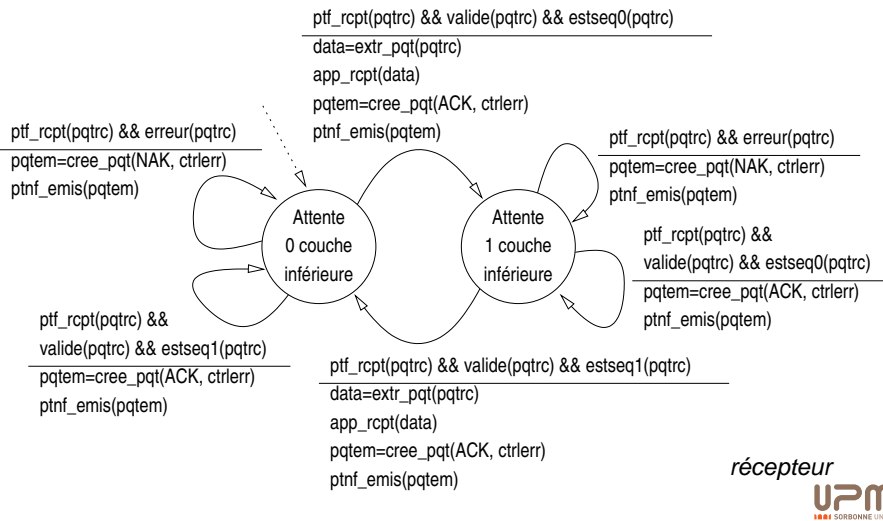 ptf_rcpt(pqtrc) && valide(pqtrc) && estseq0(pqtrc)
data=extr_pqt(pqtrc)
app_rcpt(data)
pqtem=cree_pqt(ACK, ctrlerr)
ptnf_emis(pqtem)
ptf_rcpt(pqtrc) && erreur(pqtrc)
pqtem=cree_pqt(NAK, ctrlerr)
ptnf_emis(pqtem)
ptf_rcpt(pqtrc) && erreur(pqtrc)
pqtem=cree_pqt(NAK, ctrlerr)
ptnf_emis(pqtem)
Attente
0 couche
inférieure
Attente
1 couche
inférieure
ptf_rcpt(pqtrc) &&
valide(pqtrc) && estseq0(pqtrc)
pqtem=cree_pqt(ACK, ctrlerr)
ptnf_emis(pqtem)
ptf_rcpt(pqtrc) &&
valide(pqtrc) && estseq1(pqtrc)
pqtem=cree_pqt(ACK, ctrlerr)
ptnf_emis(pqtem)
ptf_rcpt(pqtrc) && valide(pqtrc) && estseq1(pqtrc)
data=extr_pqt(pqtrc)
app_rcpt(data)
pqtem=cree_pqt(ACK, ctrlerr)
ptnf_emis(pqtem)
récepteur
UPM
SORBONNE UN